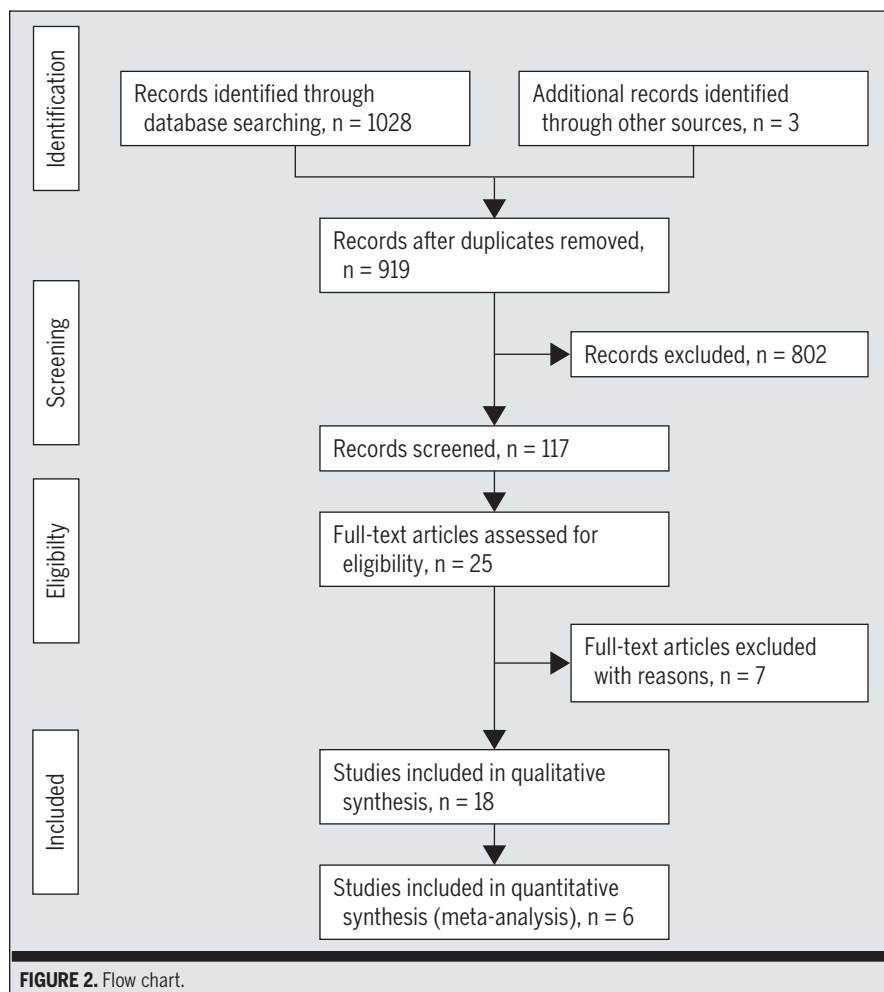 Identification
Records identified through
database searching, n = 1028
Additional records identified
through other sources, n = 3
Records after duplicates removed,
n = 919
Screening
Records excluded, n = 802
Records screened, n = 117
Eligibilty
Full-text articles assessed for
eligibility, n = 25
Full-text articles excluded
with reasons, n = 7
Included
Studies included in qualitative
synthesis, n = 18
Studies included in quantitative
synthesis (meta-analysis), n = 6
FIGURE 2. Flow chart.